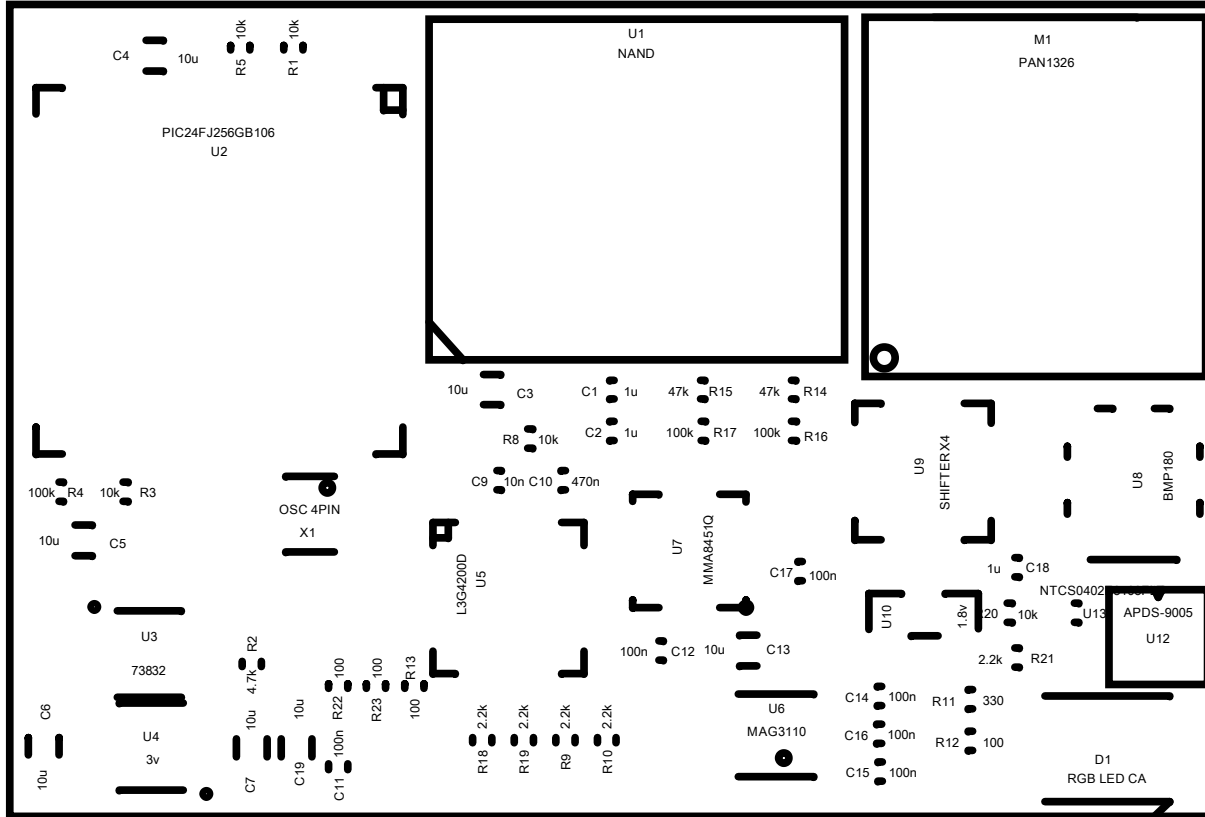 C4
10u
R5
10k
R1
10k
U1
NAND
M1
PAN1326
PIC24FJ256GB106
U2
10u
C3
C1
1u
47k
R15
47k
R14
R8
10k
C2
1u
100k
R17
100k
R16
U9
SHIFTERX4
U8
BMP180
100k
R4
10k
R3
C9
10n
C10
470n
OSC 4PIN
X1
10u
C5
L3G4200D
U5
U7
MMA8451Q
C17
100n
1u
C18
U10
1.8v
10k
U13
APDS-9005
U12
U3
73832
R2
4.7k
100n
C12
10u
C13
2.2k
R21
100
R22
100
R23
R13
100
C6
10u
U4
3v
10u
C7
10u
C19
100n
C11
2.2k
R18
2.2k
R19
2.2k
R9
2.2k
R10
U6
MAG3110
C14
100n
C16
100n
C15
100n
R11
330
R12
100
D1
RGB LED CA